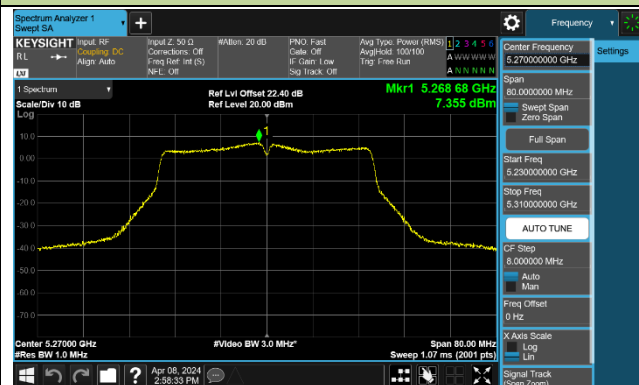 Spectrum Analyzer 1
Swept SA
Frequency
KEYSIGHT
RL
LXI
Input: RF
Coupling: DC
Align: Auto
Input Z: 50 Ω
Corrections: Off
Freq Ref: Int (S)
NFE: Off
#Atten: 20 dB
PNO: Fast
Gate: Off
IF Gain: Low
Sig Track: Off
Avg Type: Power (RMS)
Avg|Hold: 100/100
Trig: Free Run
1 2 3 4 5 6
A W W W W W
A N N N N N
1 Spectrum
Scale/Div 10 dB
Log
Ref Lvl Offset 22.40 dB
Ref Level 20.00 dBm
Mkr1 5.268 68 GHz
7.355 dBm
1
10.0
0.00
-10.0
-20.0
-30.0
-40.0
-50.0
-60.0
-70.0
Center 5.27000 GHz
#Res BW 1.0 MHz
#Video BW 3.0 MHz*
Span 80.00 MHz
Sweep 1.07 ms (2001 pts)
Apr 08, 2024
2:58:33 PM
Center Frequency
5.270000000 GHz
Settings
Span
80.0000000 MHz
Swept Span
Zero Span
Full Span
Start Freq
5.230000000 GHz
Stop Freq
5.310000000 GHz
AUTO TUNE
CF Step
8.000000 MHz
Auto
Man
Freq Offset
0 Hz
X Axis Scale
Log
Lin
Signal Track
(Span Zoom)